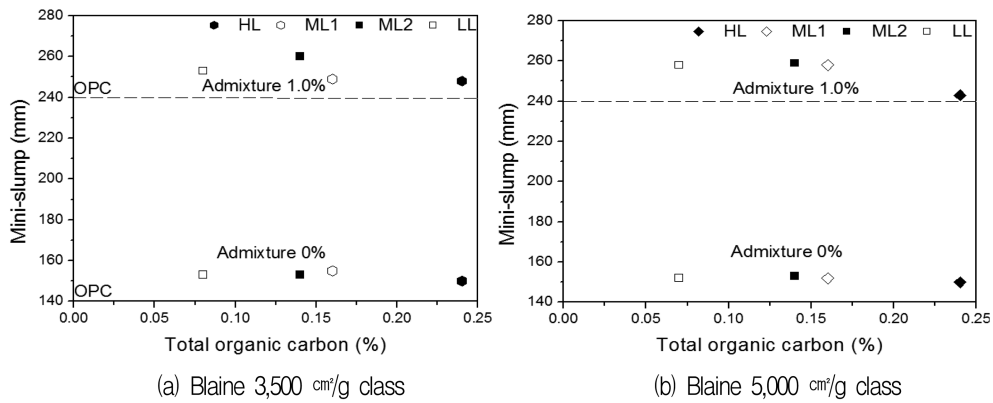 HL ML1 ML2 LL
280
260
240
220
200
180
160
140
OPC
Admixture 1.0%
Admixture 0%
OPC
Mini-slump (mm)
0.00 0.05 0.10 0.15 0.20 0.25
Total organic carbon (%)
(a) Blaine 3,500 ㎠/g class
HL ML1 ML2 LL
280
260
240
220
200
180
160
140
Admixture 1.0%
Admixture 0%
Mini-slump (mm)
0.00 0.05 0.10 0.15 0.20 0.25
Total organic carbon (%)
(b) Blaine 5,000 ㎠/g class